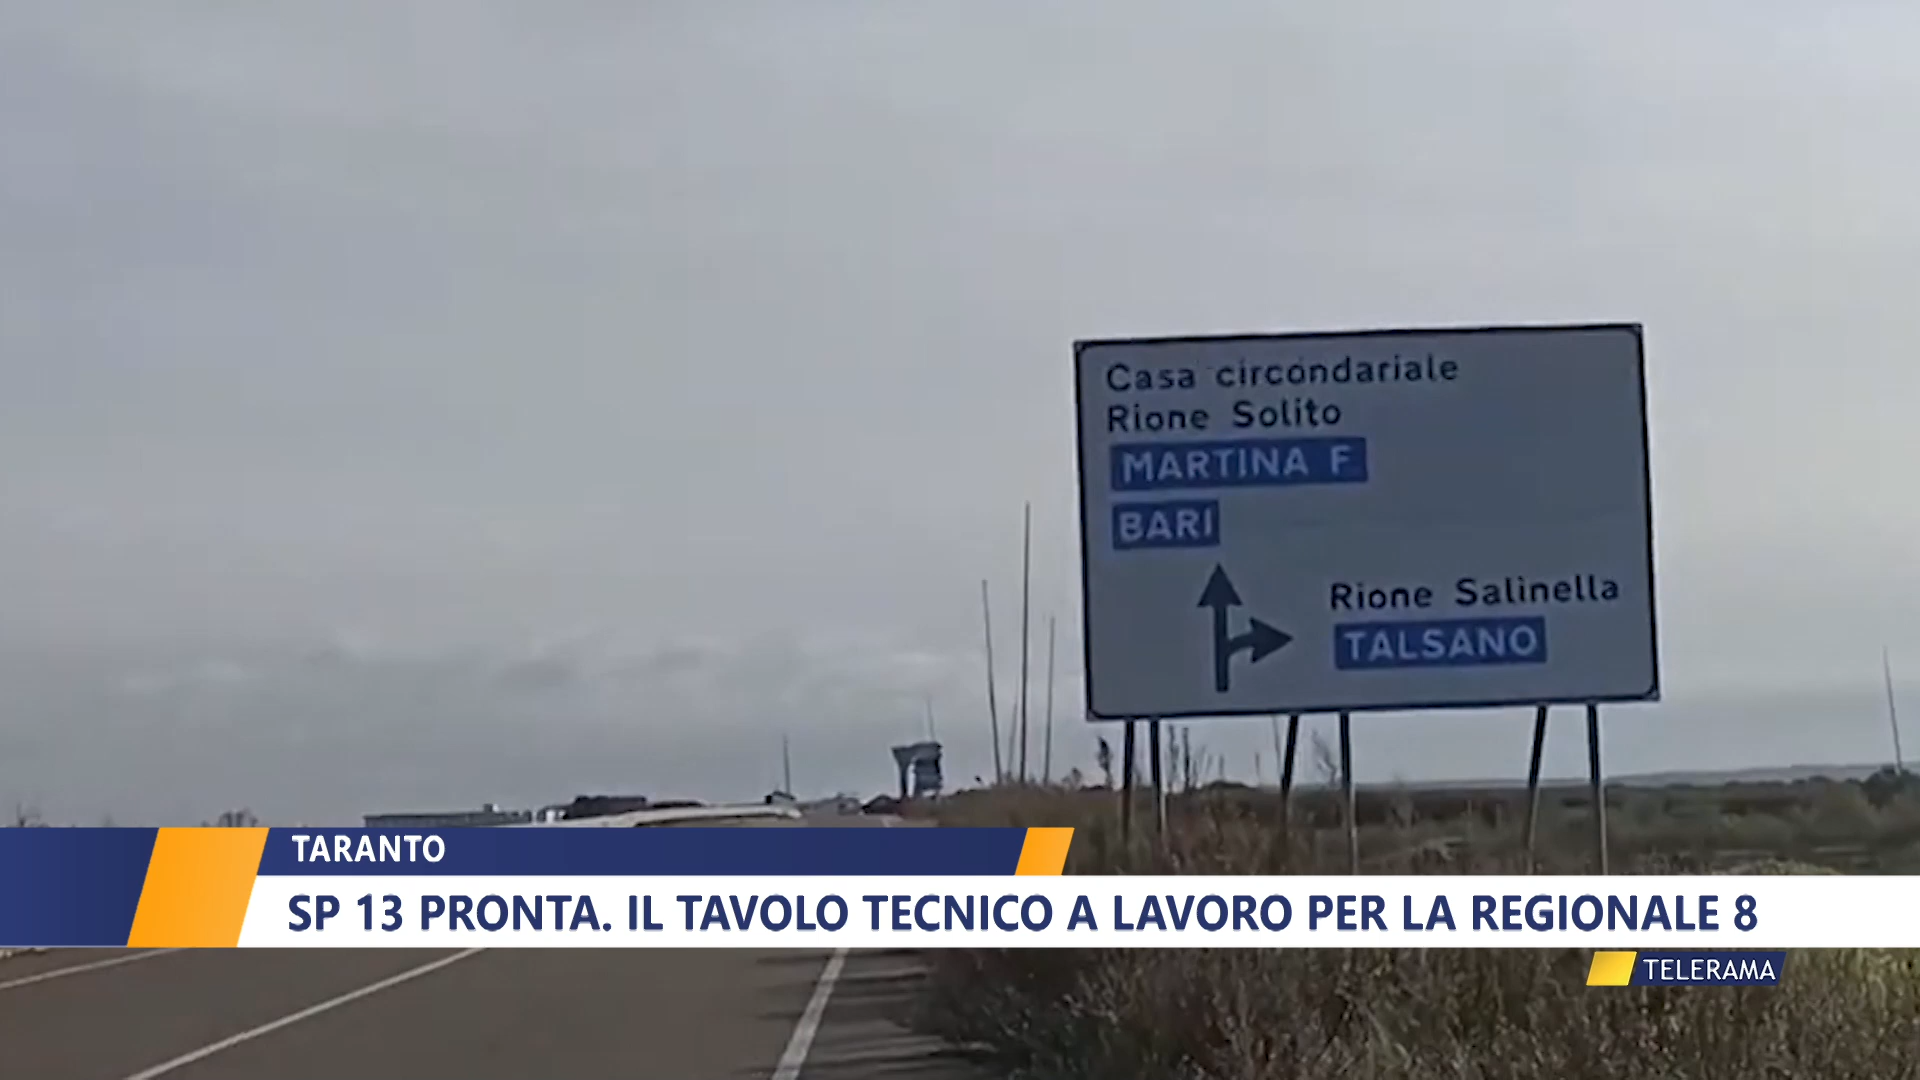 Casa circondariale
Rione Solito
MARTINA F
BARI
Rione Salinella
TALSANO
TARANTO
SP 13 PRONTA. IL TAVOLO TECNICO A LAVORO PER LA REGIONALE 8
TELERAMA